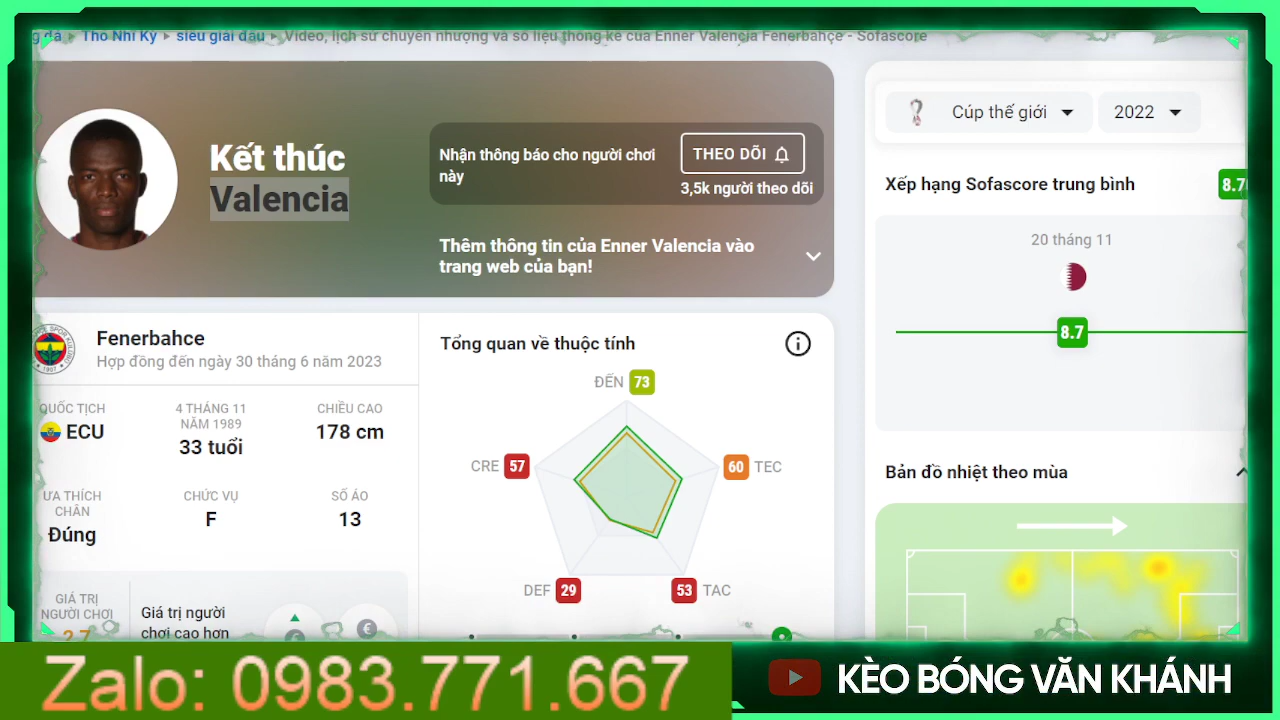 g đá ▸ Thổ Nhĩ Kỳ ▸ siêu giải đấu ▸ Video, lịch sử chuyển nhượng và số liệu thống kê của Enner Valencia Fenerbahçe - Sofascore
Kết thúc
Valencia
Nhận thông báo cho người chơi
này
THEO DÕI
3,5k người theo dõi
Thêm thông tin của Enner Valencia vào
trang web của bạn!
Fenerbahce
Hợp đồng đến ngày 30 tháng 6 năm 2023
QUỐC TỊCH
ECU
4 THÁNG 11
NĂM 1989
33 tuổi
CHIỀU CAO
178 cm
ƯA THÍCH
CHÂN
Đúng
CHỨC VỤ
F
SỐ ÁO
13
GIÁ TRỊ
NGƯỜI CHƠI
2.7
Giá trị người
chơi cao hơn
Tổng quan về thuộc tính
ĐẾN 73
CRE 57
60 TEC
DEF 29
53 TAC
Cúp thế giới
2022
Xếp hạng Sofascore trung bình
8.7
20 tháng 11
8.7
Bản đồ nhiệt theo mùa
Zalo: 0983.771.667
KÈO BÓNG VĂN KHÁNH